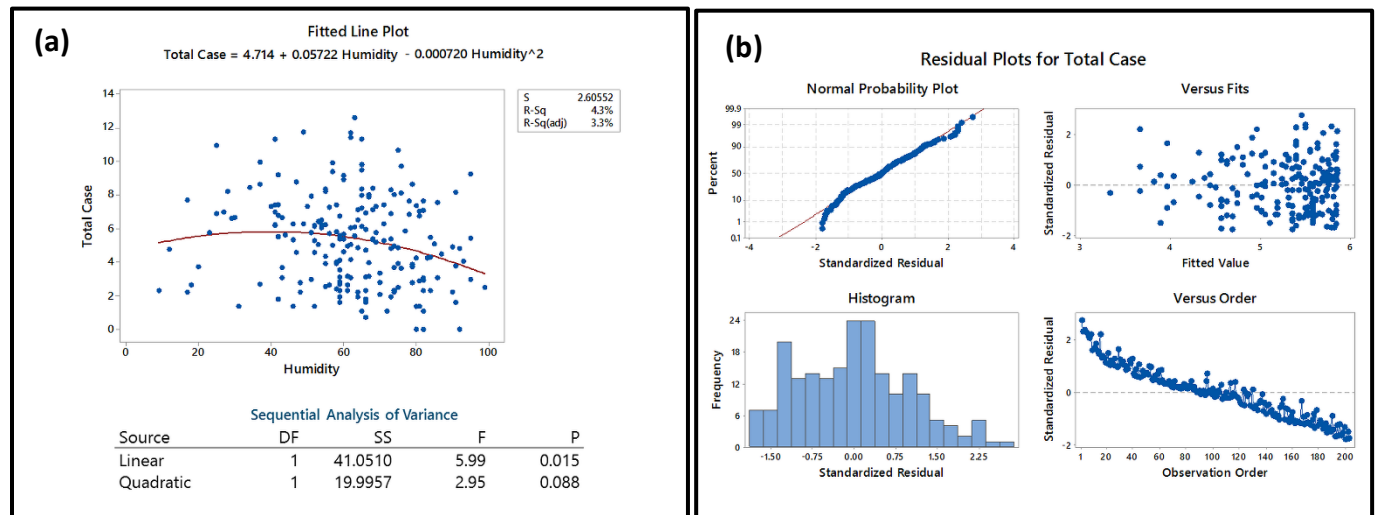 (a)
Fitted Line Plot
Total Case = 4.714 + 0.05722 Humidity - 0.000720 Humidity^2
S 2.60552
R-Sq 4.3%
R-Sq(adj) 3.3%
Total Case
14
12
10
8
6
4
2
0
0 20 40 60 80 100
Humidity
Sequential Analysis of Variance
Source DF SS F P
Linear 1 41.0510 5.99 0.015
Quadratic 1 19.9957 2.95 0.088
(b)
Residual Plots for Total Case
Normal Probability Plot
Percent
99.9
99
90
50
10
1
0.1
-4 -2 0 2 4
Standardized Residual
Versus Fits
Standardized Residual
2
0
-2
3 4 5 6
Fitted Value
Histogram
Frequency
24
18
12
6
0
-1.50 -0.75 0.00 0.75 1.50 2.25
Standardized Residual
Versus Order
Standardized Residual
2
0
-2
1 20 40 60 80 100 120 140 160 180 200
Observation Order